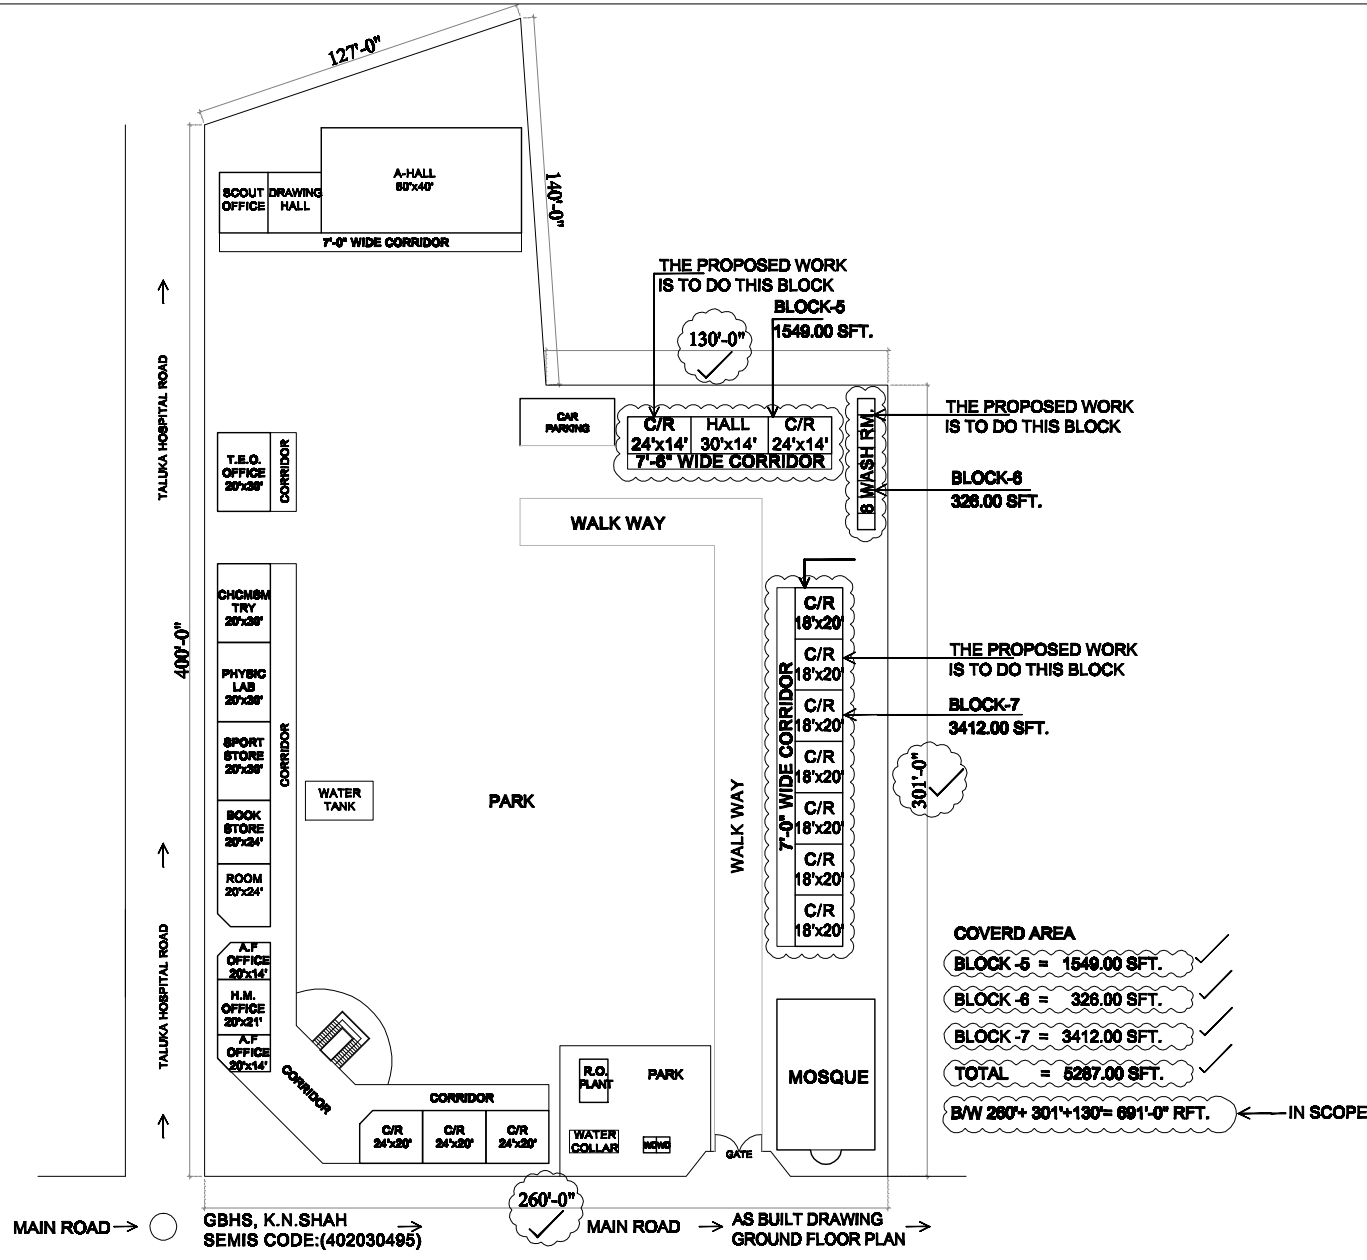 127'-0"
A-HALL
60'x40'
SCOUT
OFFICE
DRAWING
HALL
7'-0" WIDE CORRIDOR
140'-0"
THE PROPOSED WORK
IS TO DO THIS BLOCK
BLOCK-5
1549.00 SFT.
130'-0"
TALUKA HOSPITAL ROAD
CAR
PARKING
C/R
24'x14'
HALL
30'x14'
C/R
24'x14'
7'-6" WIDE CORRIDOR
8 WASH RM.
THE PROPOSED WORK
IS TO DO THIS BLOCK
BLOCK-6
326.00 SFT.
T.E.O.
OFFICE
20'x30'
CORRIDOR
WALK WAY
400'-0"
CHCMSM
TRY
20'x30'
PHYSIC
LAB
20'x30'
SPORT
STORE
20'x30'
BOOK
STORE
20'x24'
ROOM
20'x24'
CORRIDOR
WATER
TANK
PARK
WALK WAY
7'-0" WIDE CORRIDOR
C/R
18'x20'
C/R
18'x20'
C/R
18'x20'
C/R
18'x20'
C/R
18'x20'
C/R
18'x20'
C/R
18'x20'
THE PROPOSED WORK
IS TO DO THIS BLOCK
BLOCK-7
3412.00 SFT.
301'-0"
TALUKA HOSPITAL ROAD
A.F
OFFICE
20'x14'
H.M.
OFFICE
20'x21'
A.F
OFFICE
20'x14'
CORRIDOR
CORRIDOR
C/R
24'x20'
C/R
24'x20'
C/R
24'x20'
R.O.
PLANT
PARK
WATER
COLLAR
GATE
MOSQUE
COVERD AREA
BLOCK -5 = 1549.00 SFT.
BLOCK -6 = 326.00 SFT.
BLOCK -7 = 3412.00 SFT.
TOTAL = 5287.00 SFT.
B/W 260'+ 301'+130'= 691'-0" RFT.
IN SCOPE
260'-0"
MAIN ROAD
GBHS, K.N.SHAH
SEMIS CODE:(402030495)
MAIN ROAD
AS BUILT DRAWING
GROUND FLOOR PLAN